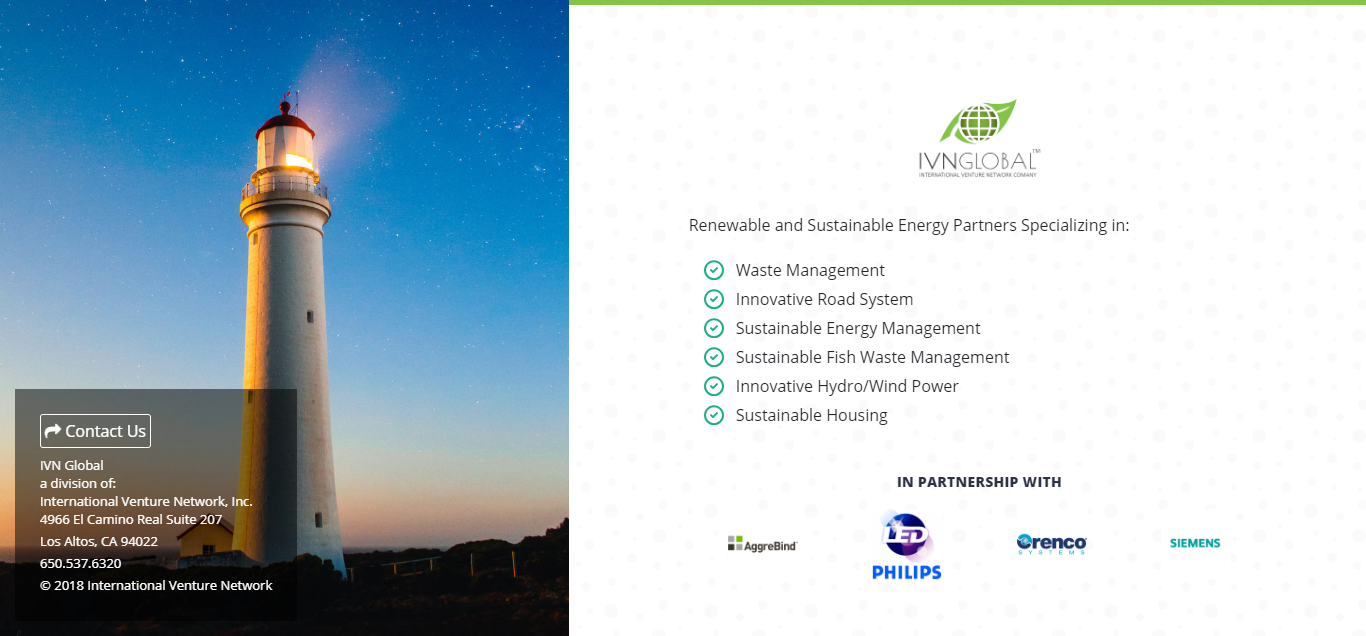 Contact Us
IVN Global
a division of:
International Venture Network, Inc.
4966 El Camino Real Suite 207
Los Altos, CA 94022
650.537.6320
© 2018 International Venture Network
IVNGLOBAL™
INTERNATIONAL VENTURE NETWORK COMANY
Renewable and Sustainable Energy Partners Specializing in:
Waste Management
Innovative Road System
Sustainable Energy Management
Sustainable Fish Waste Management
Innovative Hydro/Wind Power
Sustainable Housing
IN PARTNERSHIP WITH
AggreBind
LED
PHILIPS
Orenco
SYSTEMS
SIEMENS